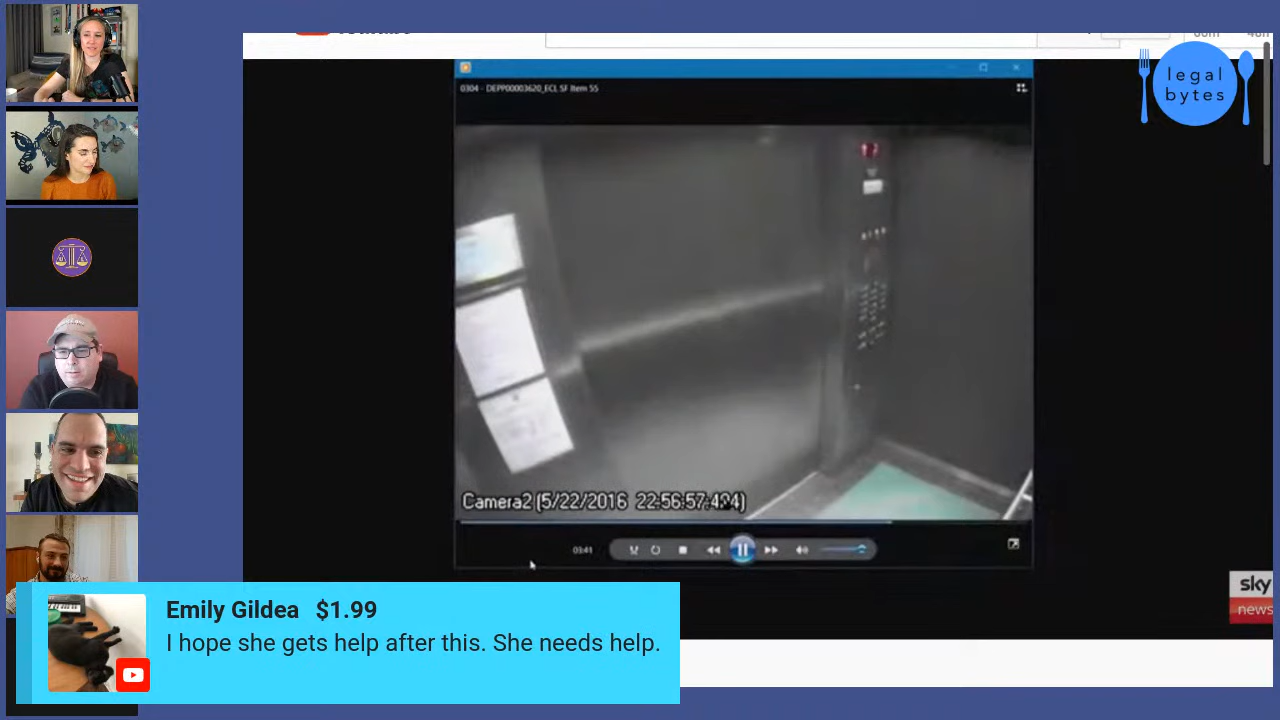 legal
bytes
0304 - DEPP00003620_ECL SF Item 55
Camera2 (5/22/2016 22:56:57:494)
03:41
sky
news
Emily Gildea $1.99
I hope she gets help after this. She needs help.